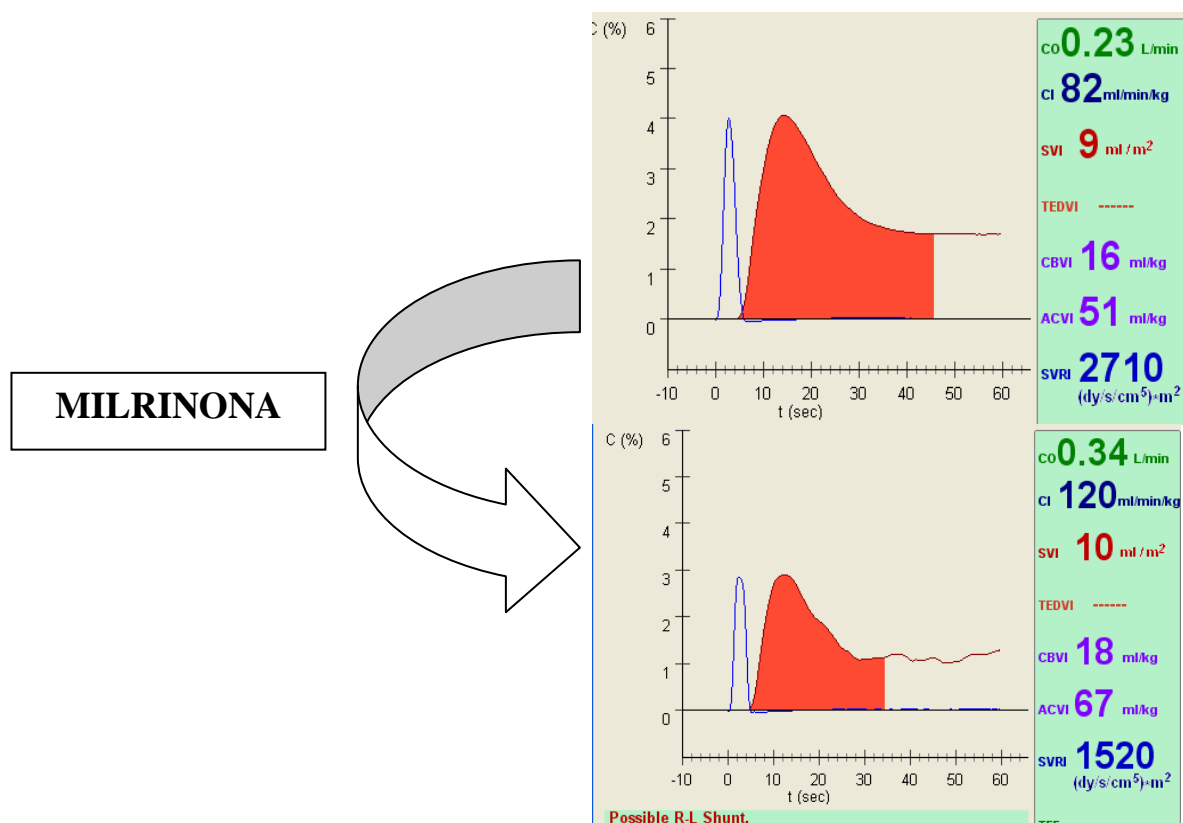 MILRINONA
C (%)
6
5
4
3
2
1
0
-10 0 10 20 30 40 50 60
t (sec)
CO 0.23 L/min
CI 82 ml/min/kg
SVI 9 ml / m²
TEDVI ------
CBVI 16 ml/kg
ACVI 51 ml/kg
SVRI 2710
(dy/s/cm⁵)*m²
C (%)
6
5
4
3
2
1
0
-10 0 10 20 30 40 50 60
t (sec)
Possible R-L Shunt.
CO 0.34 L/min
CI 120 ml/min/kg
SVI 10 ml / m²
TEDVI ------
CBVI 18 ml/kg
ACVI 67 ml/kg
SVRI 1520
(dy/s/cm⁵)*m²